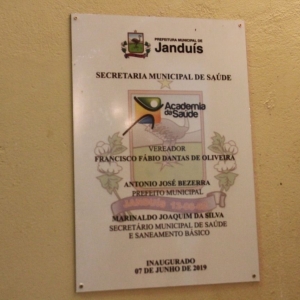 PREFEITURA MUNICIPAL DE
Janduís
SECRETARIA MUNICIPAL DE SAÚDE
Academia
da Saúde
VEREADOR
FRANCISCO FÁBIO DANTAS DE OLIVEIRA
ANTONIO JOSÉ BEZERRA
PREFEITO MUNICIPAL
JANDUÍS
MARINALDO JOAQUIM DA SILVA
SECRETÁRIO MUNICIPAL DE SAÚDE
E SANEAMENTO BÁSICO
INAUGURADO
07 DE JUNHO DE 2019